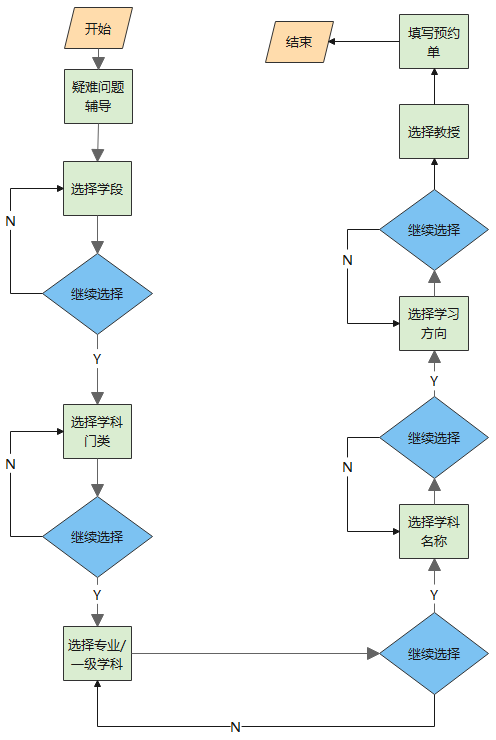 开始
疑难问题
辅导
选择学段
N
继续选择
Y
选择学科
门类
N
继续选择
Y
选择专业/
一级学科
N
继续选择
Y
选择学科
名称
N
继续选择
Y
选择学习
方向
N
继续选择
选择教授
填写预约
单
结束